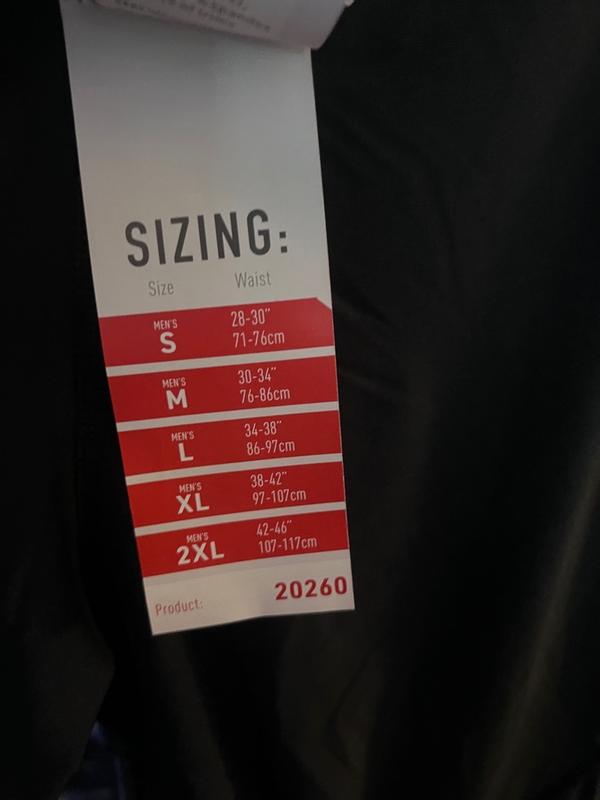 & Spandex
SIZING:
Size Waist
MEN'S S 28-30" 71-76cm
MEN'S M 30-34" 76-86cm
MEN'S L 34-38" 86-97cm
MEN'S XL 38-42" 97-107cm
MEN'S 2XL 42-46" 107-117cm
Product: 20260